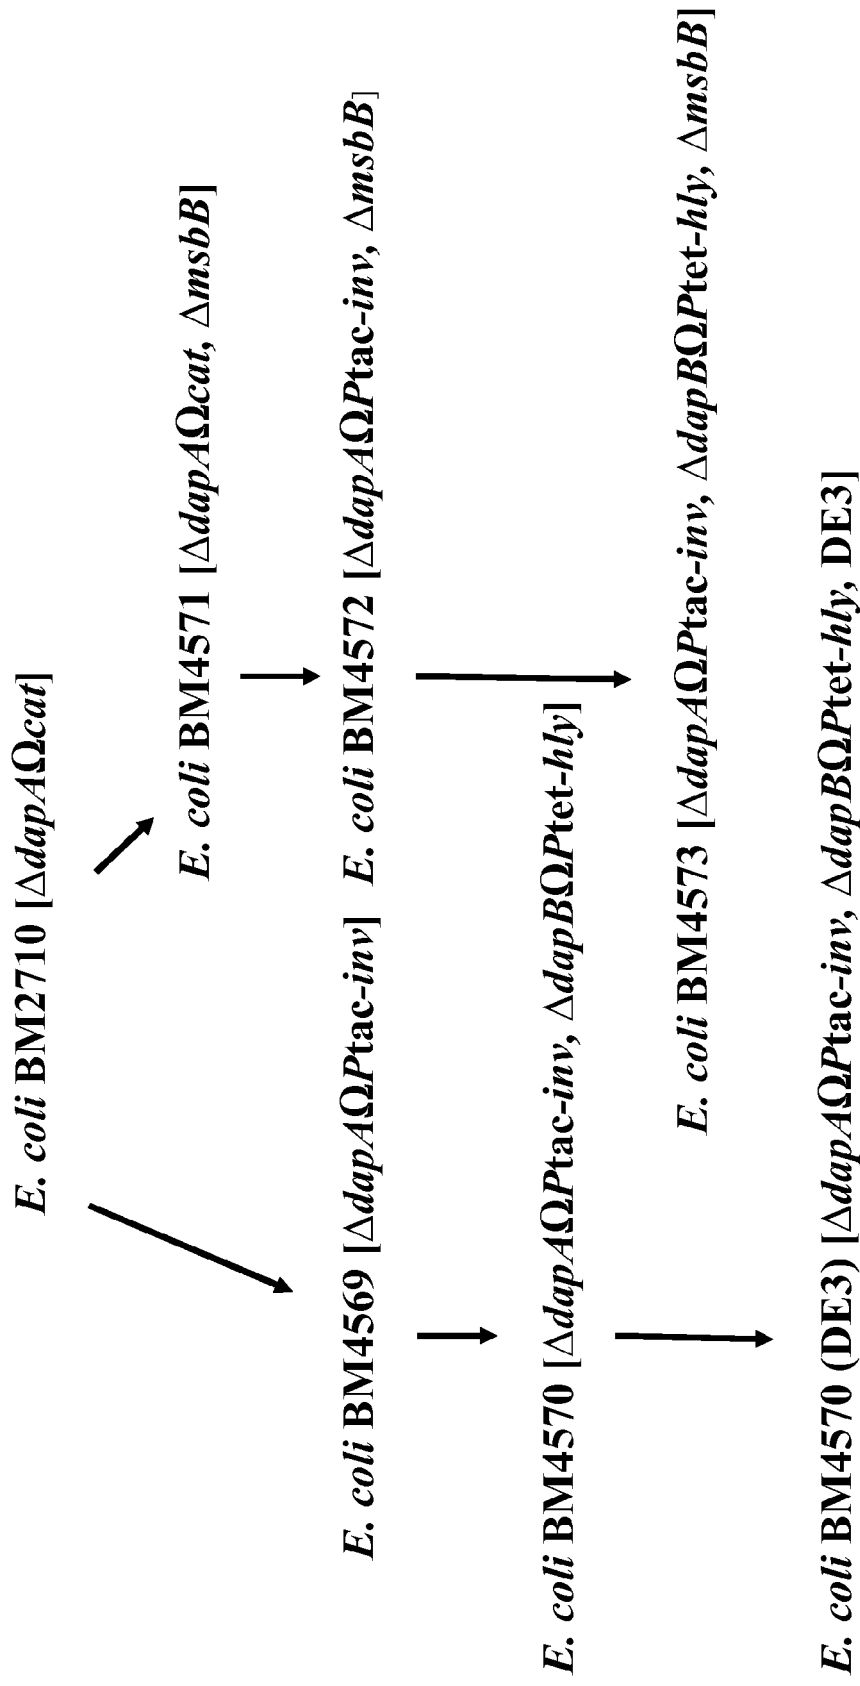 E. coli BM2710 [ΔdapAΩcat]
E. coli BM4571 [ΔdapAΩcat, ΔmsbB]
E. coli BM4569 [ΔdapAΩPtac-inv]
E. coli BM4572 [ΔdapAΩPtac-inv, ΔmsbB]
E. coli BM4570 [ΔdapAΩPtac-inv, ΔdapBΩPtet-hly]
E. coli BM4573 [ΔdapAΩPtac-inv, ΔdapBΩPtet-hly, ΔmsbB]
E. coli BM4570 (DE3) [ΔdapAΩPtac-inv, ΔdapBΩPtet-hly, DE3]